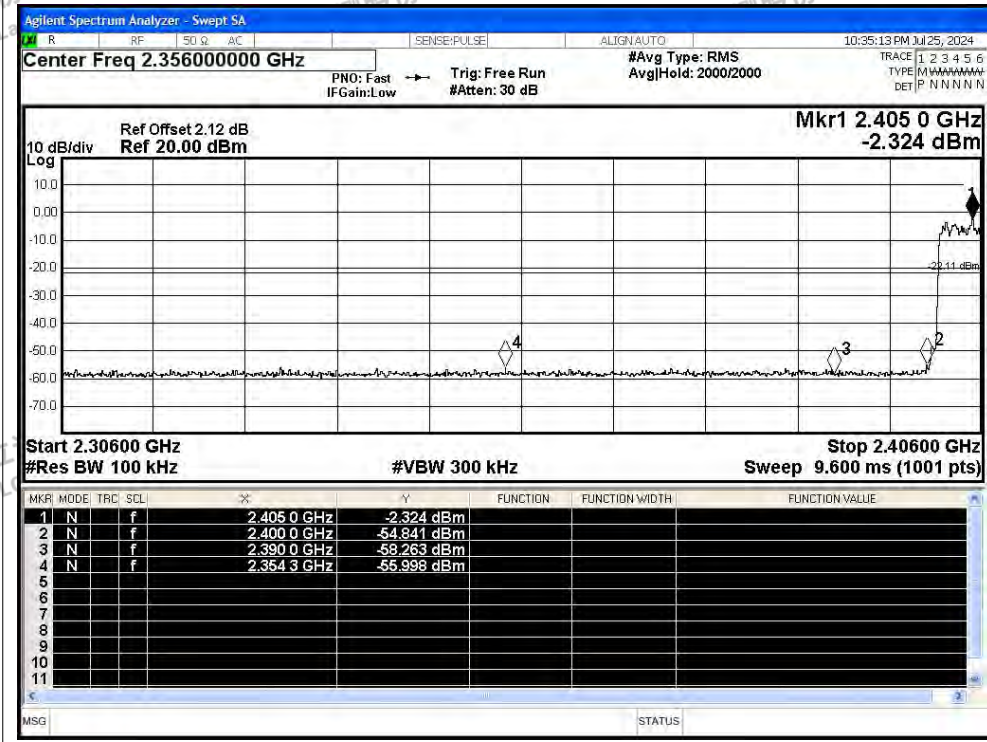 Agilent Spectrum Analyzer - Swept SA
R RF 50 Ω AC SENSE:PULSE ALIGN AUTO 10:35:13 PM Jul 25, 2024
Center Freq 2.356000000 GHz
PNO: Fast
IFGain:Low
Trig: Free Run
#Atten: 30 dB
#Avg Type: RMS
Avg|Hold: 2000/2000
TRACE 1 2 3 4 5 6
TYPE M
DET P N N N N N
Mkr1 2.405 0 GHz
-2.324 dBm
Ref Offset 2.12 dB
10 dB/div Ref 20.00 dBm
Log
10.0
0.00
-10.0
-20.0
-30.0
-40.0
-50.0
-60.0
-70.0
1
-22.11 dBm
4
3
2
Start 2.30600 GHz Stop 2.40600 GHz
#Res BW 100 kHz #VBW 300 kHz Sweep 9.600 ms (1001 pts)
MKR MODE TRC SCL X Y FUNCTION FUNCTION WIDTH FUNCTION VALUE
1 N f 2.405 0 GHz -2.324 dBm
2 N f 2.400 0 GHz -54.841 dBm
3 N f 2.390 0 GHz -58.263 dBm
4 N f 2.354 3 GHz -55.998 dBm
5
6
7
8
9
10
11
MSG STATUS